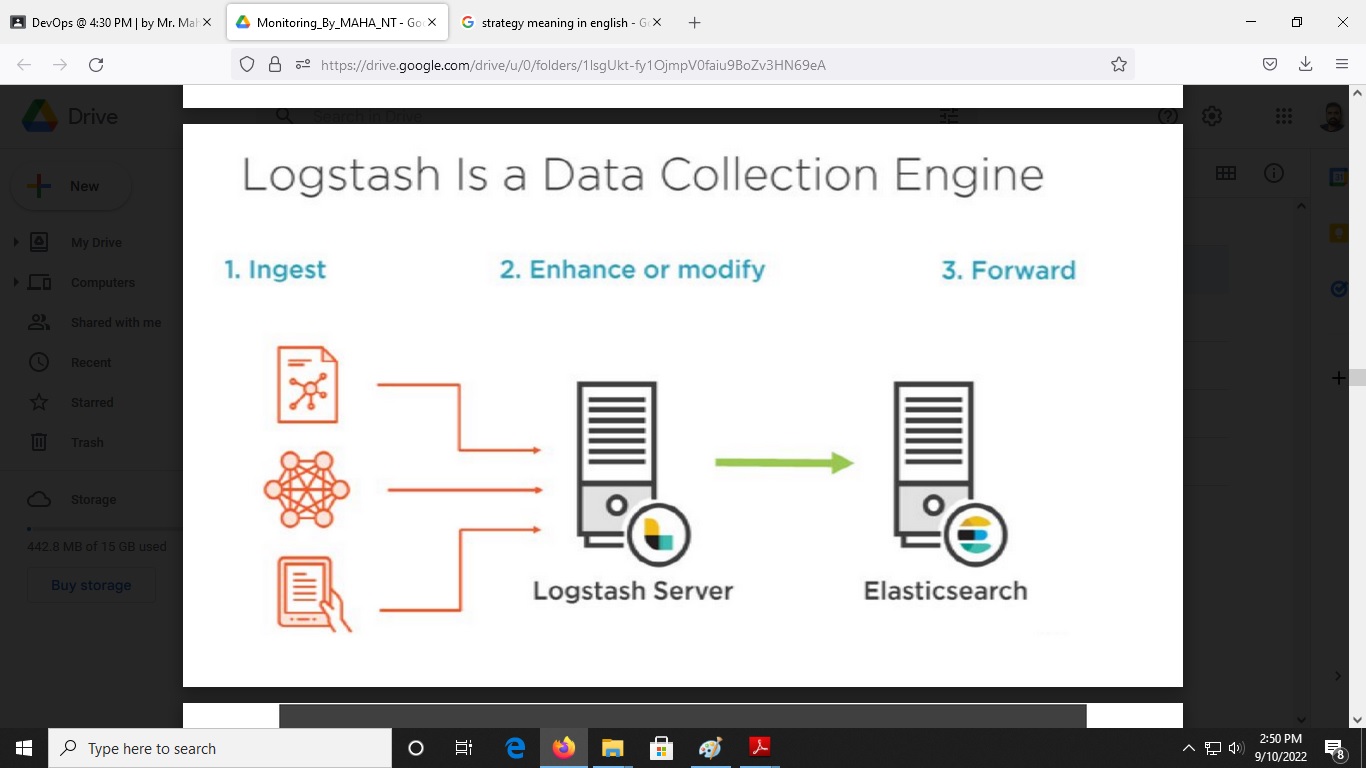 DevOps @ 4:30 PM | by Mr. Mah
Monitoring_By_MAHA_NT - Goo
strategy meaning in english - Go
https://drive.google.com/drive/u/0/folders/1lsgUkt-fy1OjmpV0faiu9BoZv3HN69eA
Drive
Search in Drive
New
My Drive
Computers
Shared with me
Recent
Starred
Trash
Storage
442.8 MB of 15 GB used
Buy storage
Logstash Is a Data Collection Engine
1. Ingest
2. Enhance or modify
3. Forward
Logstash Server
Elasticsearch
Type here to search
2:50 PM
9/10/2022
8